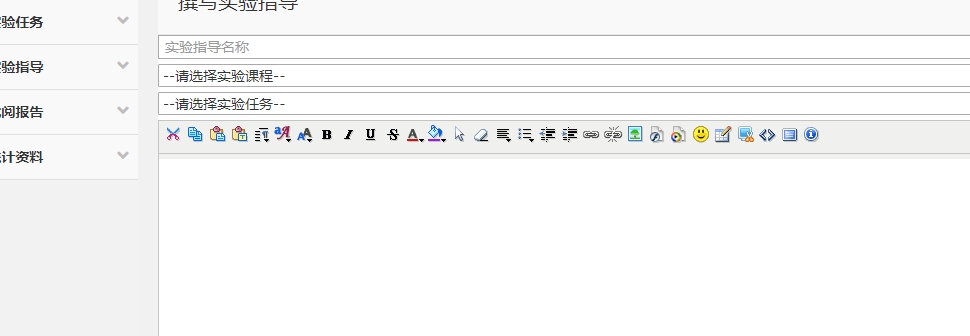 撰写实验指导
验任务
验指导
阅报告
计资料
实验指导名称
--请选择实验课程--
--请选择实验任务--